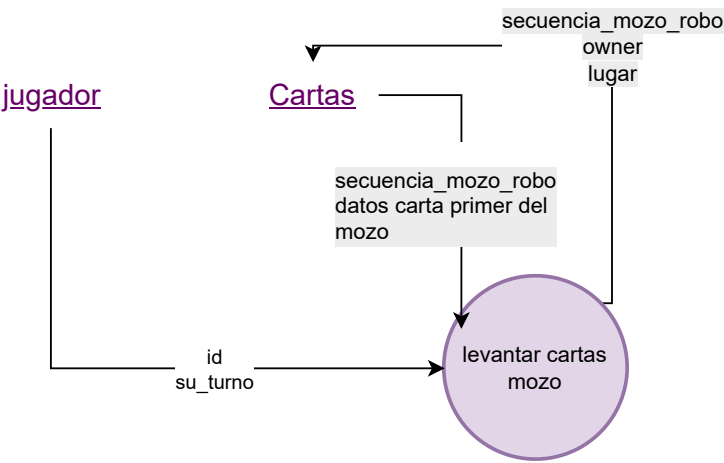 secuencia_mozo_robo
owner
lugar
jugador
Cartas
secuencia_mozo_robo
datos carta primer del
mozo
levantar cartas
mozo
id
su_turno